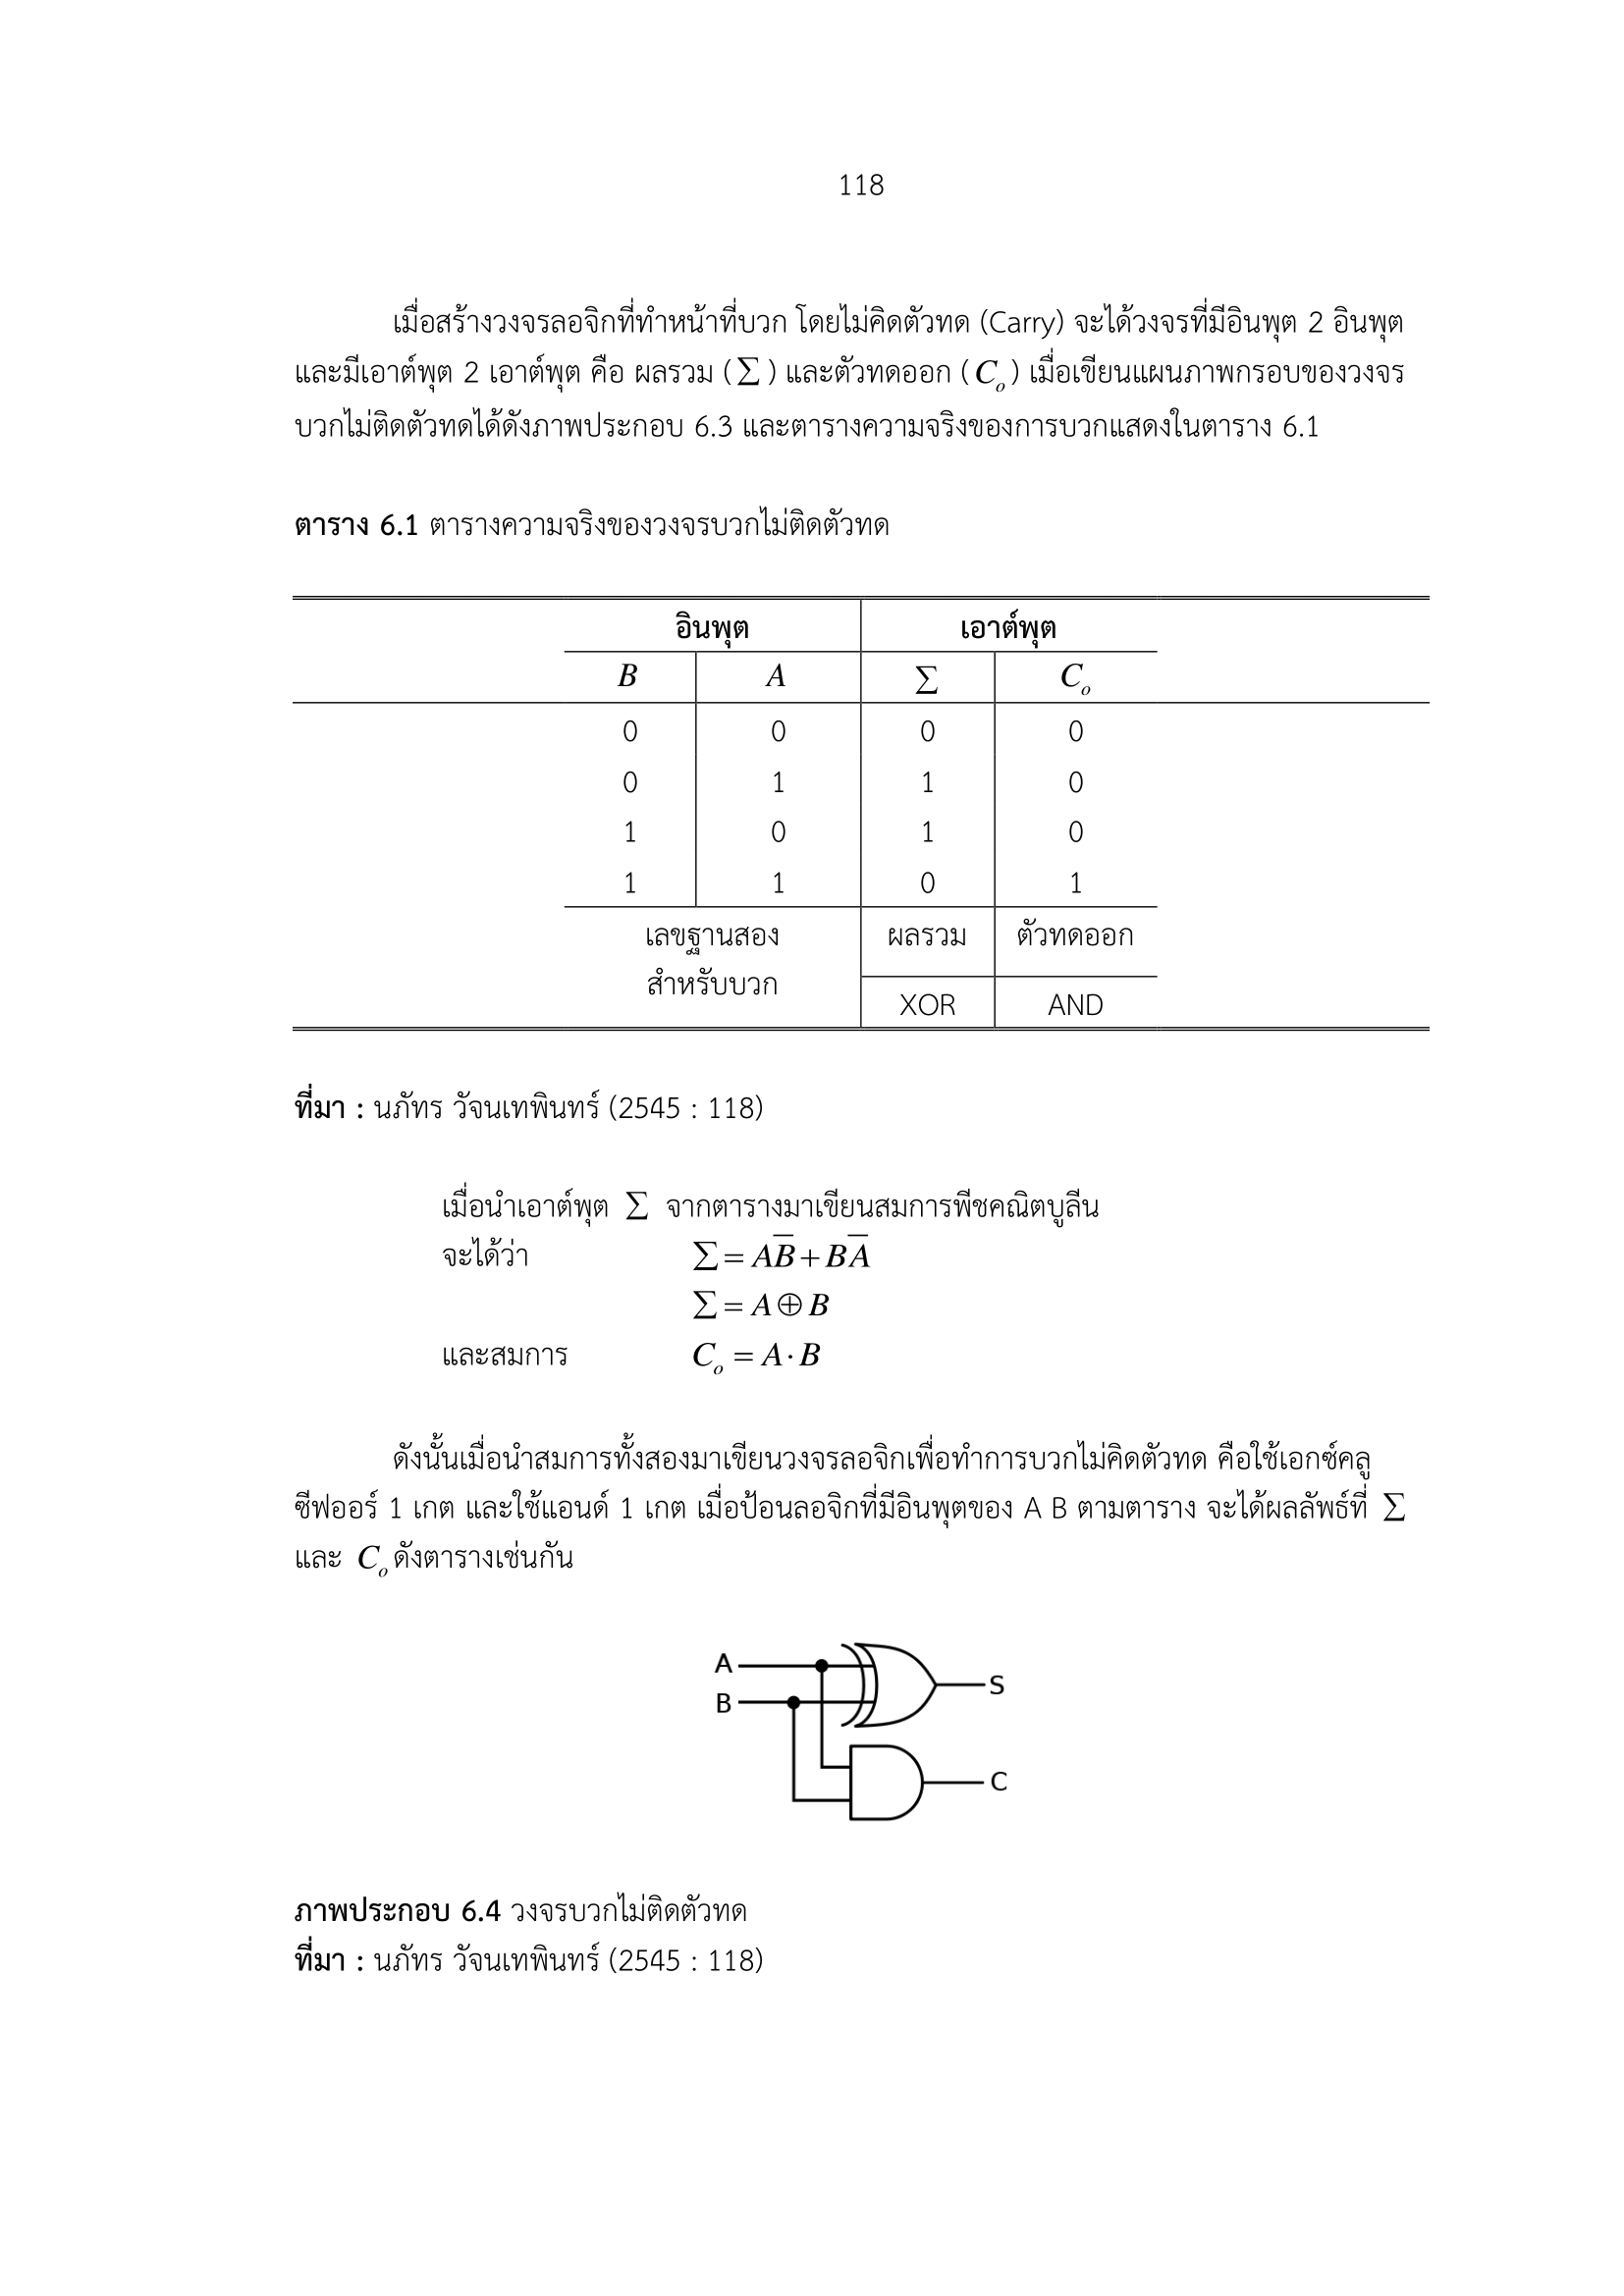 118
เมื่อสร้างวงจรลอจิกที่ทำหน้าที่บวก โดยไม่คิดตัวทด (Carry) จะได้วงจรที่มีอินพุต 2 อินพุต
และมีเอาต์พุต 2 เอาต์พุต คือ ผลรวม (∑) และตัวทดออก (Cₒ) เมื่อเขียนแผนภาพกรอบของวงจร
บวกไม่ติดตัวทดได้ดังภาพประกอบ 6.3 และตารางความจริงของการบวกแสดงในตาราง 6.1
ตาราง 6.1 ตารางความจริงของวงจรบวกไม่ติดตัวทด
อินพุต เอาต์พุต
B A ∑ Cₒ
0 0 0 0
0 1 1 0
1 0 1 0
1 1 0 1
เลขฐานสอง ผลรวม ตัวทดออก
สำหรับบวก
XOR AND
ที่มา : นภัทร วัจนเทพินทร์ (2545 : 118)
เมื่อนำเอาต์พุต ∑ จากตารางมาเขียนสมการพีชคณิตบูลีน
จะได้ว่า ∑ = AB̅ + BA̅
∑ = A ⊕ B
และสมการ Cₒ = A · B
ดังนั้นเมื่อนำสมการทั้งสองมาเขียนวงจรลอจิกเพื่อทำการบวกไม่คิดตัวทด คือใช้เอกซ์คลู
ซีฟออร์ 1 เกต และใช้แอนด์ 1 เกต เมื่อป้อนลอจิกที่มีอินพุตของ A B ตามตาราง จะได้ผลลัพธ์ที่ ∑
และ Cₒ ดังตารางเช่นกัน
A
S
B
C
ภาพประกอบ 6.4 วงจรบวกไม่ติดตัวทด
ที่มา : นภัทร วัจนเทพินทร์ (2545 : 118)